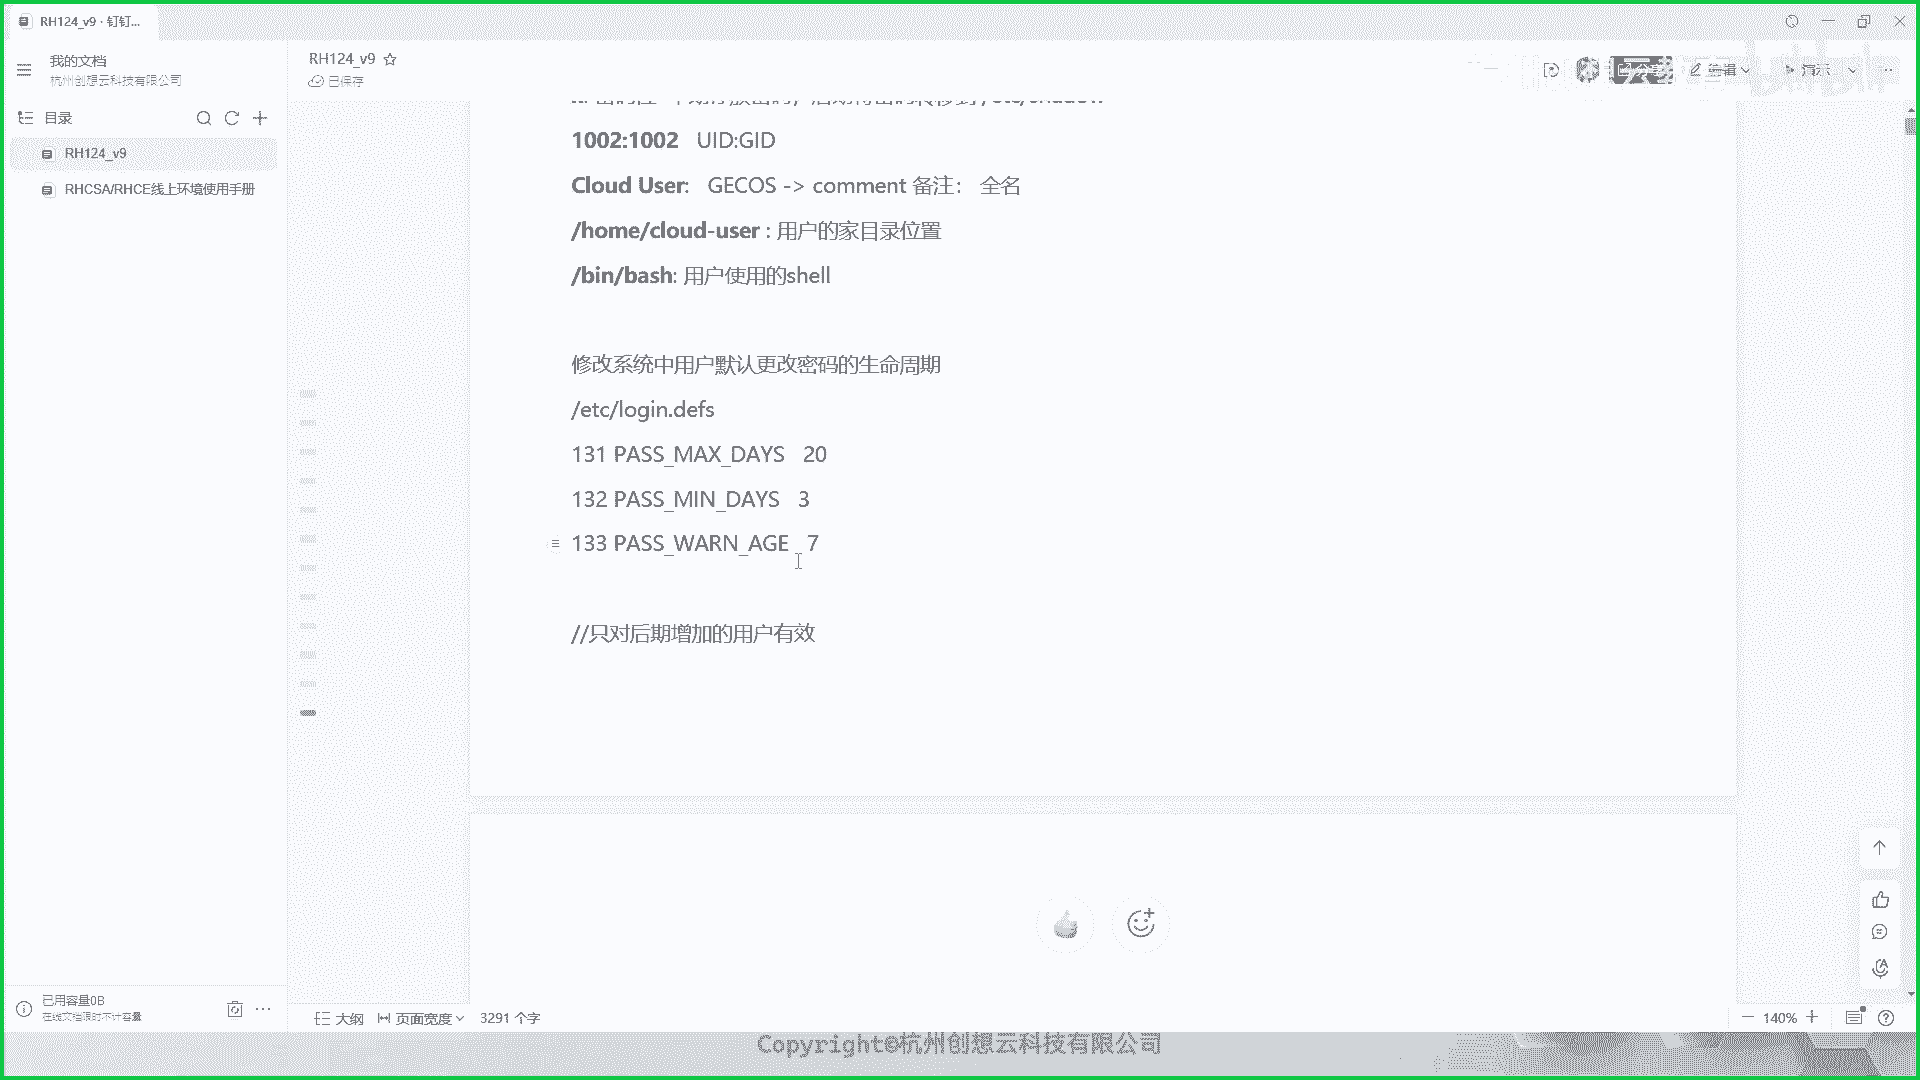 RH124_v9 · 钉钉...
我的文档
杭州创想云科技有限公司
RH124_v9
已保存
编辑
演示
目录
RH124_v9
RHCSA/RHCE线上环境使用手册
1002:1002 UID:GID
Cloud User: GECOS -> comment 备注： 全名
/home/cloud-user : 用户的家目录位置
/bin/bash: 用户使用的shell
修改系统中用户默认更改密码的生命周期
/etc/login.defs
131 PASS_MAX_DAYS 20
132 PASS_MIN_DAYS 3
133 PASS_WARN_AGE 7
//只对后期增加的用户有效
已用容量0B
在线文档限时不计容量
大纲
页面宽度
3291 个字
140%
Copyright©杭州创想云科技有限公司